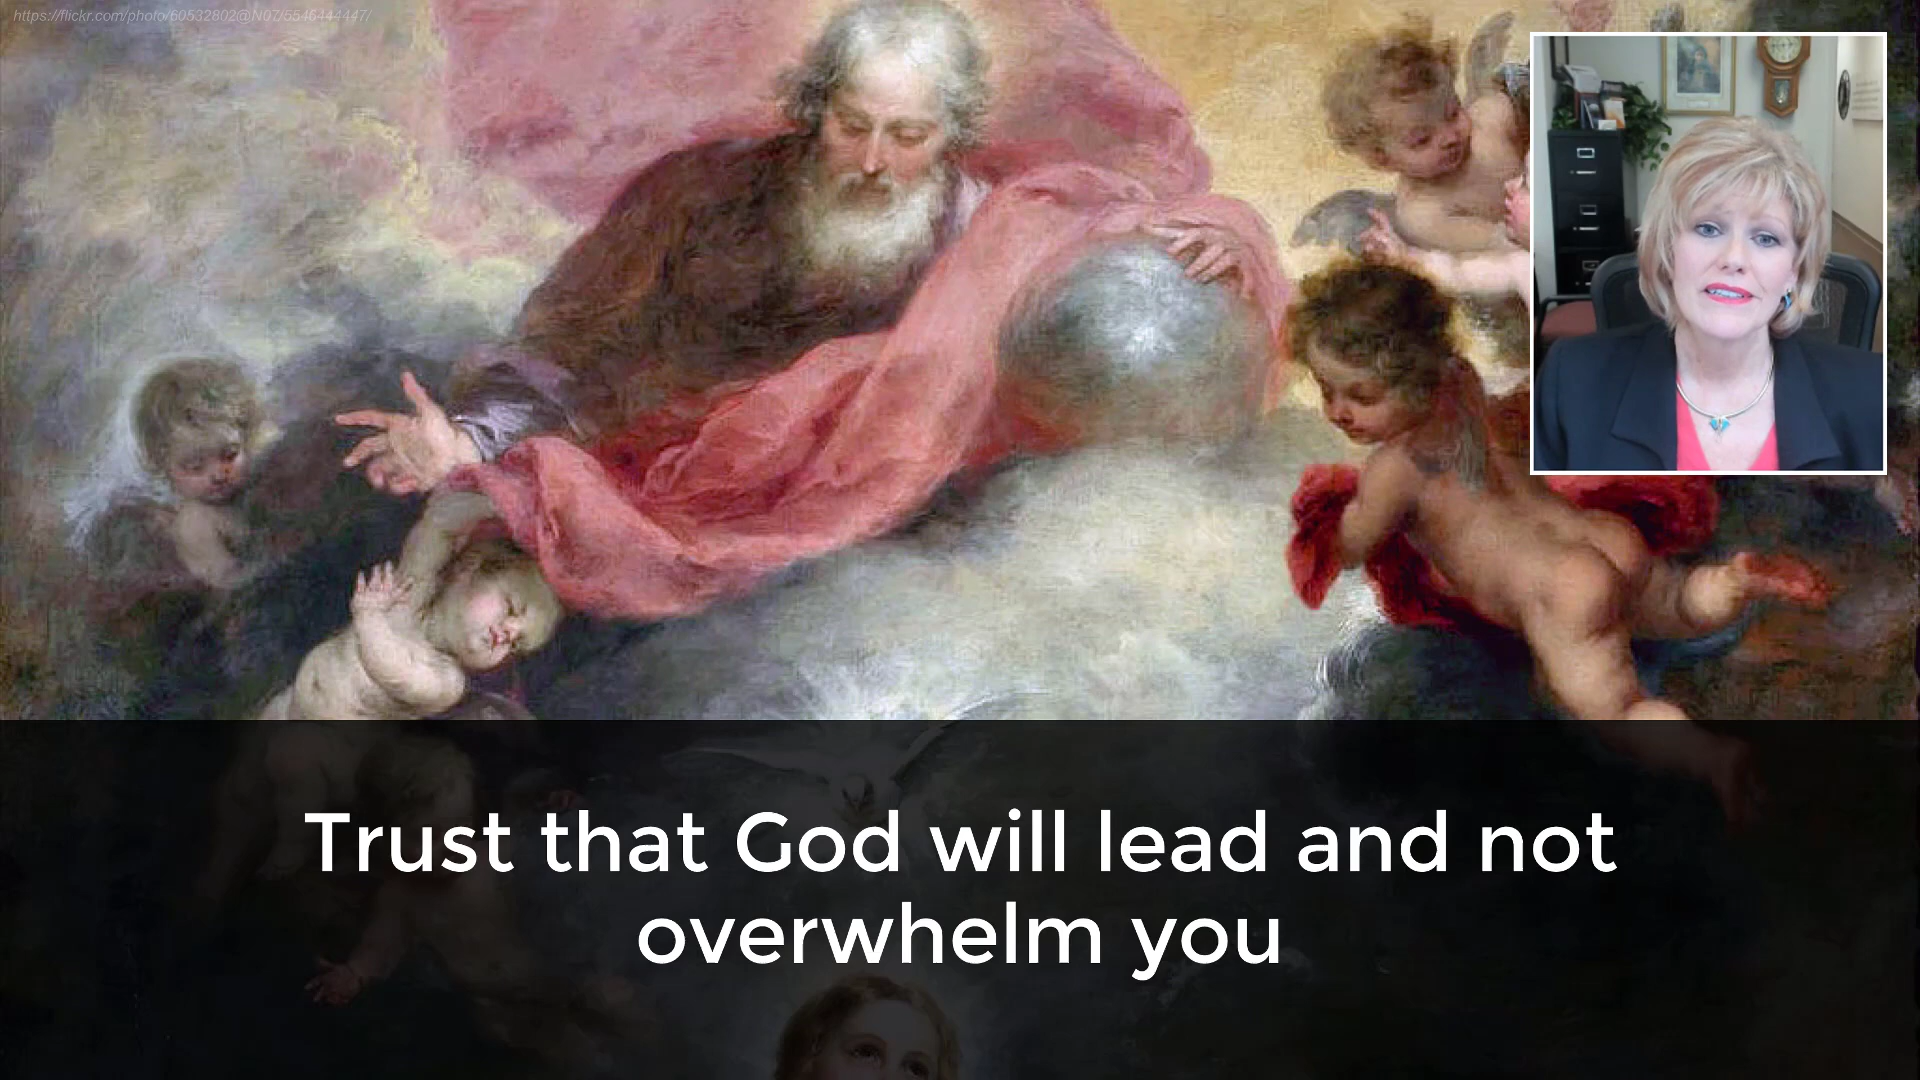 https://flickr.com/photo/60532802@N07/5546444447/
Trust that God will lead and not
overwhelm you